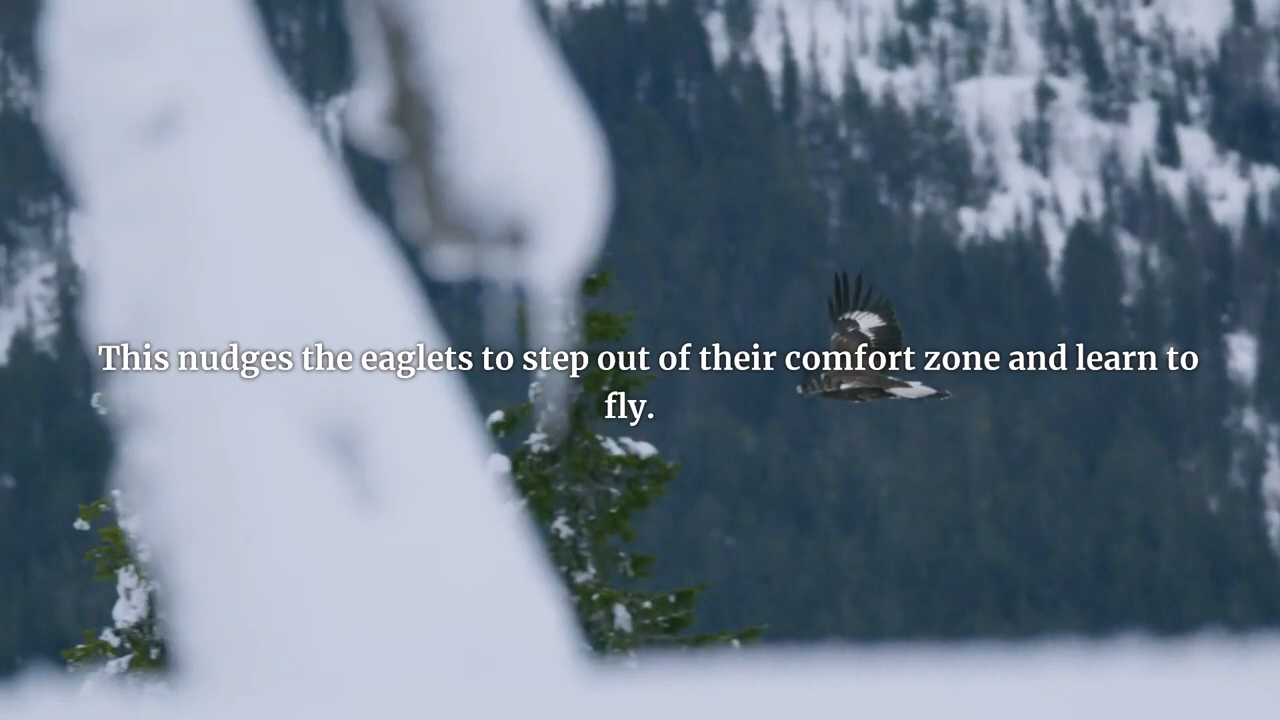 This nudges the eaglets to step out of their comfort zone and learn to
fly.